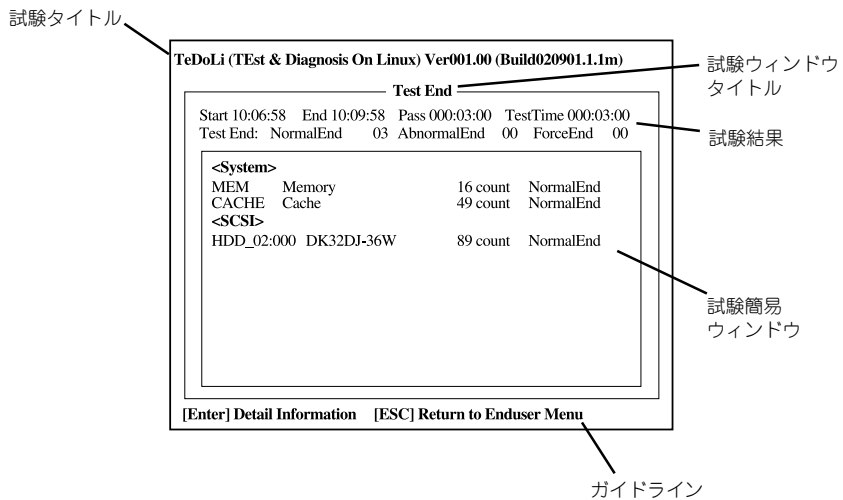 試験タイトル
TeDoLi (TEst & Diagnosis On Linux) Ver001.00 (Build020901.1.1m)
試験ウィンドウ
タイトル
Test End
Start 10:06:58 End 10:09:58 Pass 000:03:00 TestTime 000:03:00
Test End: NormalEnd 03 AbnormalEnd 00 ForceEnd 00
試験結果
<System>
MEM Memory 16 count NormalEnd
CACHE Cache 49 count NormalEnd
<SCSI>
HDD_02:000 DK32DJ-36W 89 count NormalEnd
試験簡易
ウィンドウ
[Enter] Detail Information [ESC] Return to Enduser Menu
ガイドライン